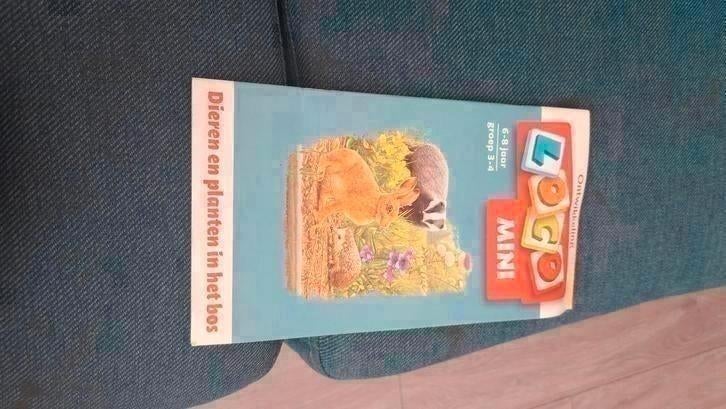 Ontwikkeling
LOCO
MINI
6-8 jaar
groep 3-4
Dieren en planten in het bos